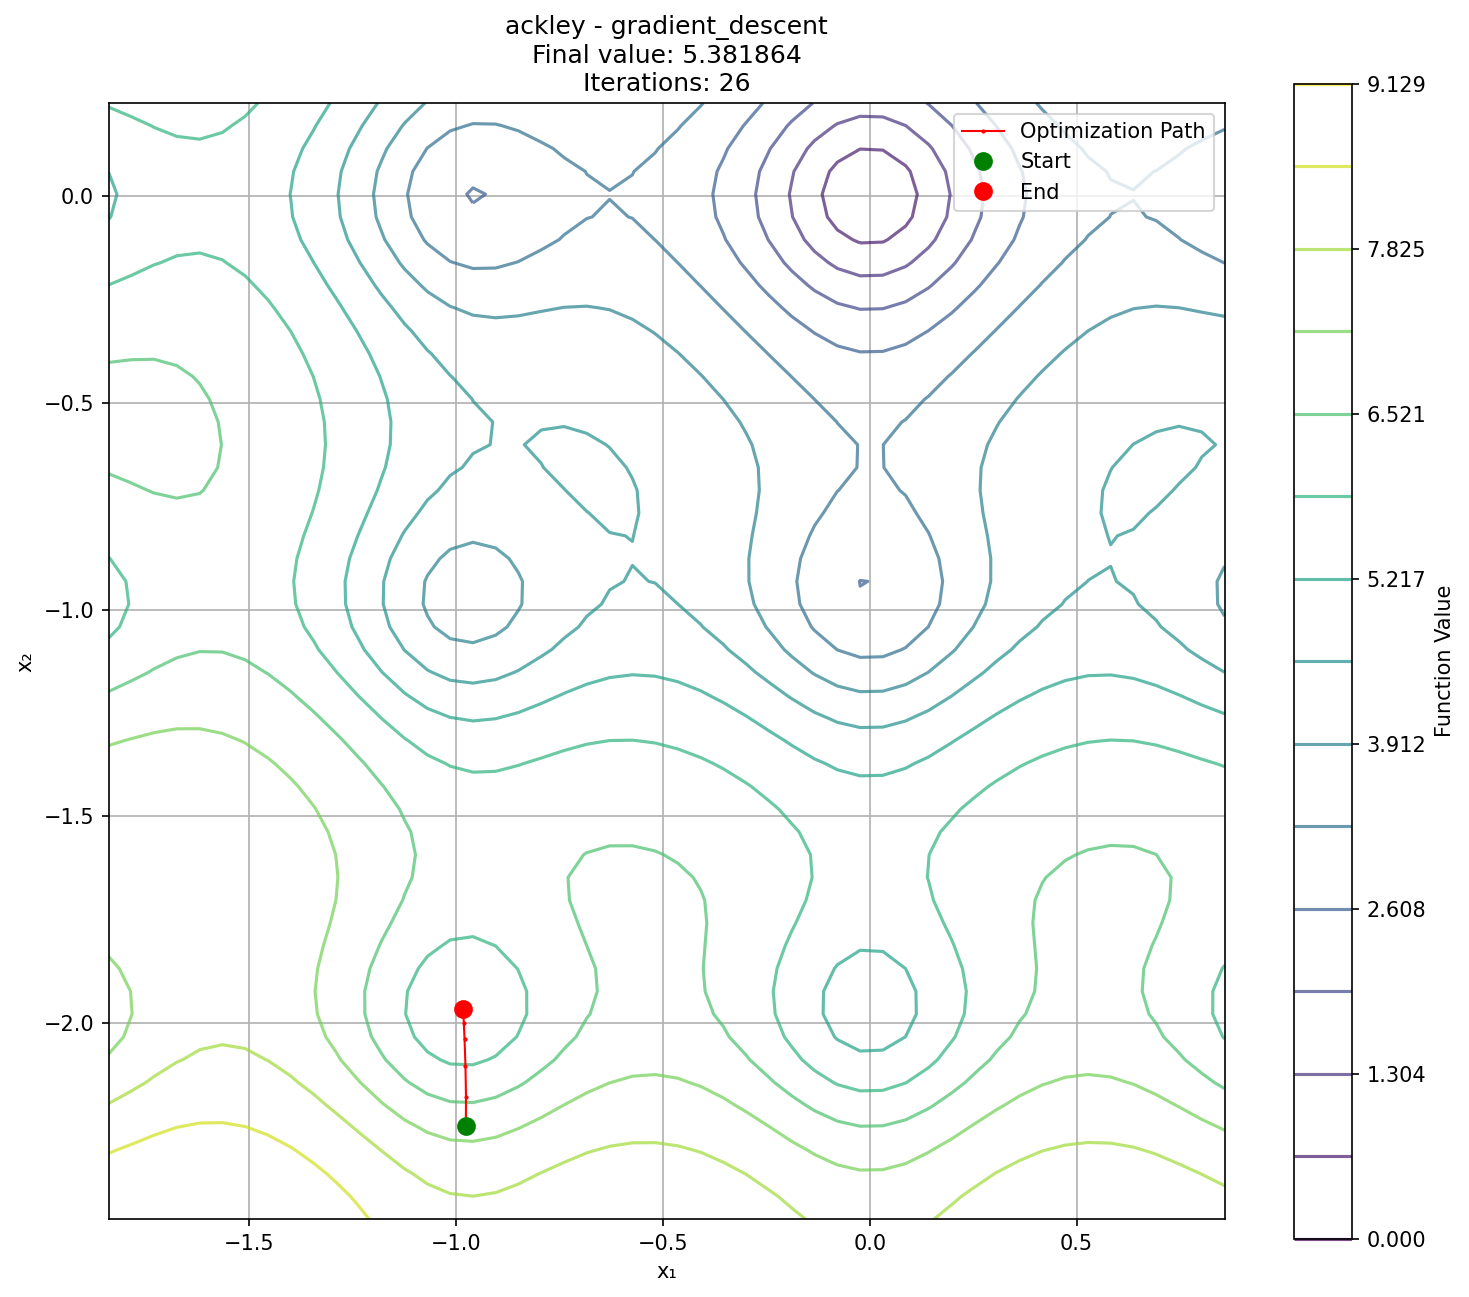 ackley - gradient_descent
Final value: 5.381864
Iterations: 26
Optimization Path
Start
End
0.0
−0.5
−1.0
−1.5
−2.0
x₂
−1.5
−1.0
−0.5
0.0
0.5
x₁
9.129
7.825
6.521
5.217
3.912
2.608
1.304
0.000
Function Value